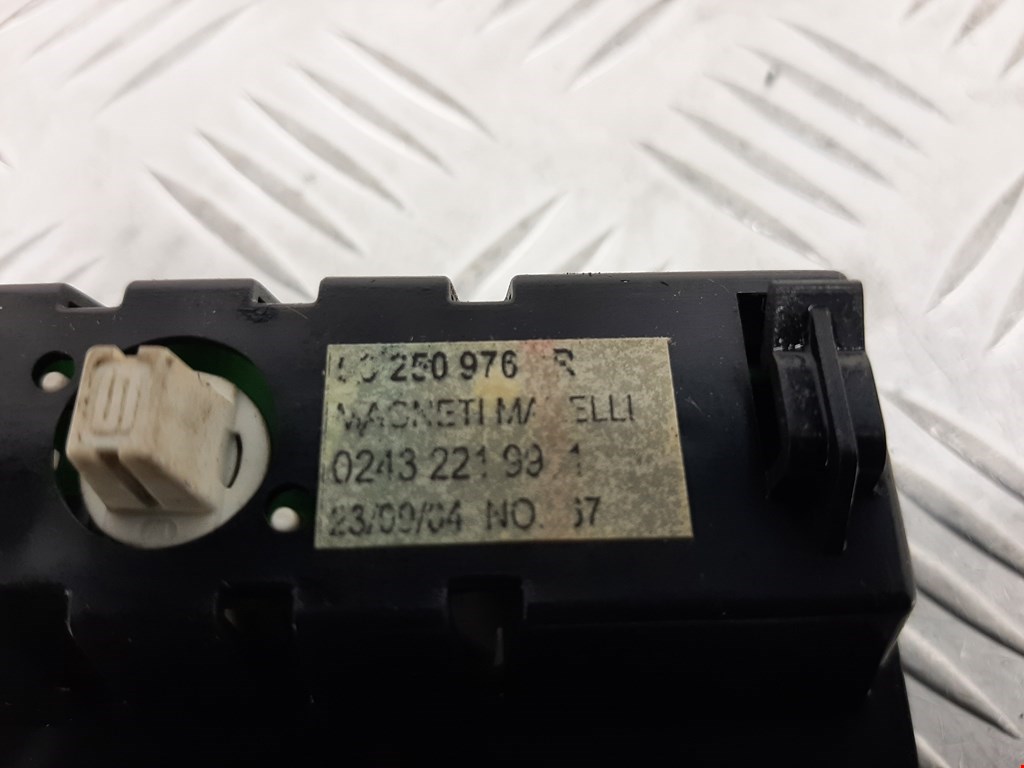 250 976
MAGNETI MARELLI
0243 221 99
23/09/04 NO.